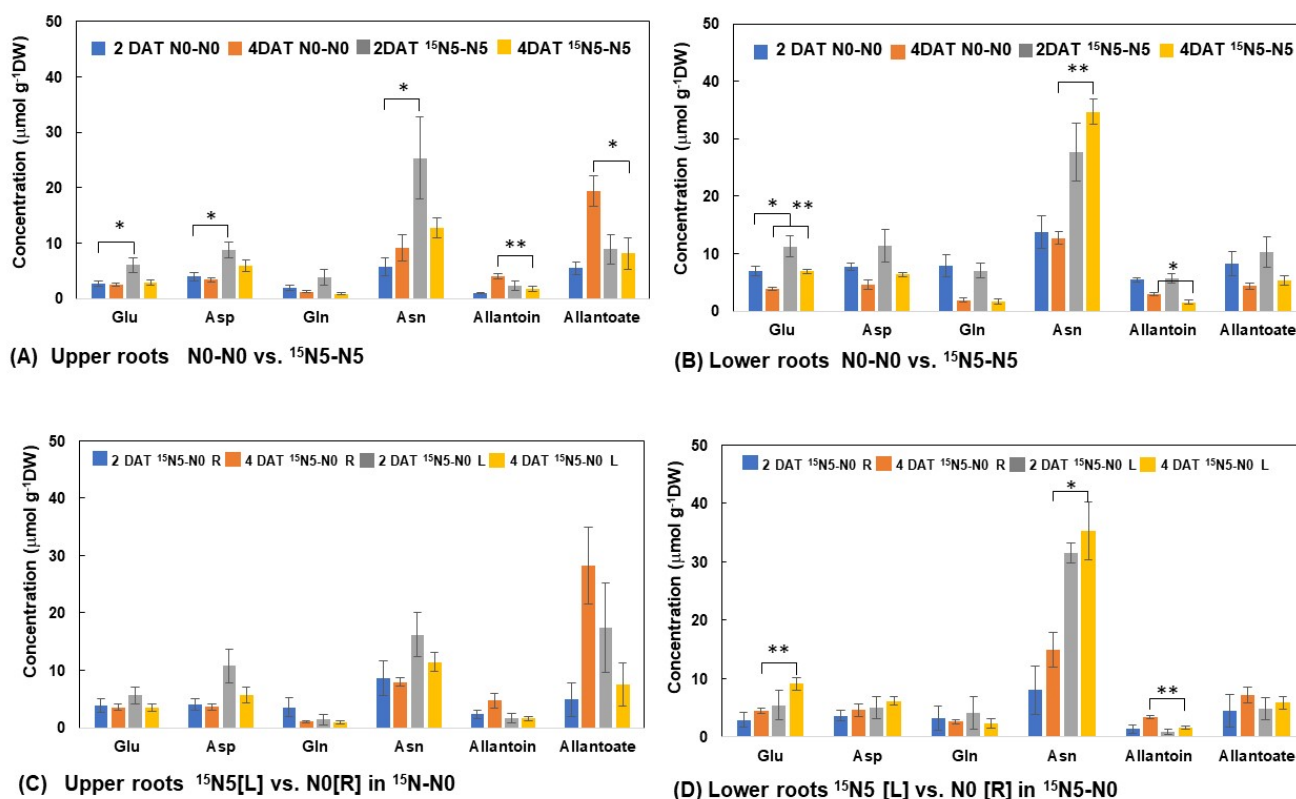 50
40
30
20
10
0
Concentration (μmol g⁻¹DW)
2 DAT N0-N0 4DAT N0-N0 2DAT ¹⁵N5-N5 4DAT ¹⁵N5-N5
*
*
*
**
*
Glu Asp Gln Asn Allantoin Allantoate
(A) Upper roots N0-N0 vs. ¹⁵N5-N5
50
40
30
20
10
0
Concentration (μmol g⁻¹DW)
2 DAT N0-N0 4DAT N0-N0 2DAT ¹⁵N5-N5 4DAT ¹⁵N5-N5
* **
**
*
Glu Asp Gln Asn Allantoin Allantoate
(B) Lower roots N0-N0 vs. ¹⁵N5-N5
50
40
30
20
10
0
Concentration (μmol g⁻¹DW)
2 DAT ¹⁵N5-N0 R 4 DAT ¹⁵N5-N0 R 2 DAT ¹⁵N5-N0 L 4 DAT ¹⁵N5-N0 L
Glu Asp Gln Asn Allantoin Allantoate
(C) Upper roots ¹⁵N5[L] vs. N0[R] in ¹⁵N-N0
50
40
30
20
10
0
Concentration (μmol g⁻¹DW)
2 DAT ¹⁵N5-N0 R 4 DAT ¹⁵N5-N0 R 2 DAT ¹⁵N5-N0 L 4 DAT ¹⁵N5-N0 L
**
*
**
Glu Asp Gln Asn Allantoin Allantoate
(D) Lower roots ¹⁵N5 [L] vs. N0 [R] in ¹⁵N5-N0